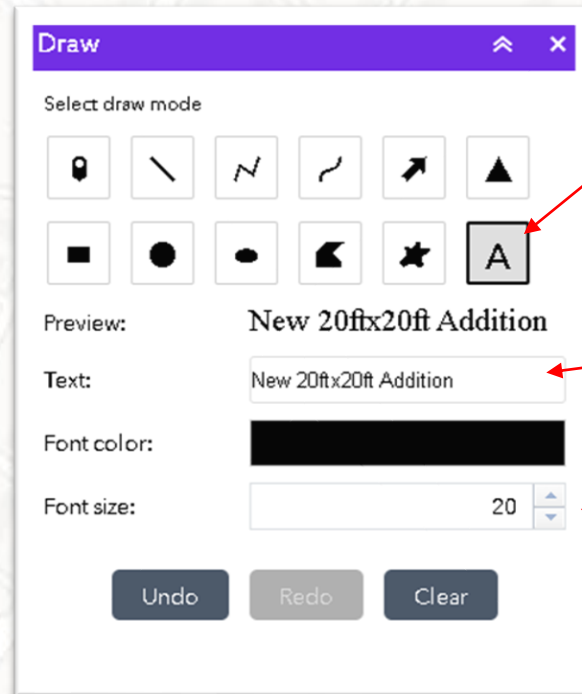 Draw
Select draw mode
A
Preview: New 20ftx20ft Addition
Text: New 20ftx20ft Addition
Font color:
Font size: 20
Undo Redo Clear